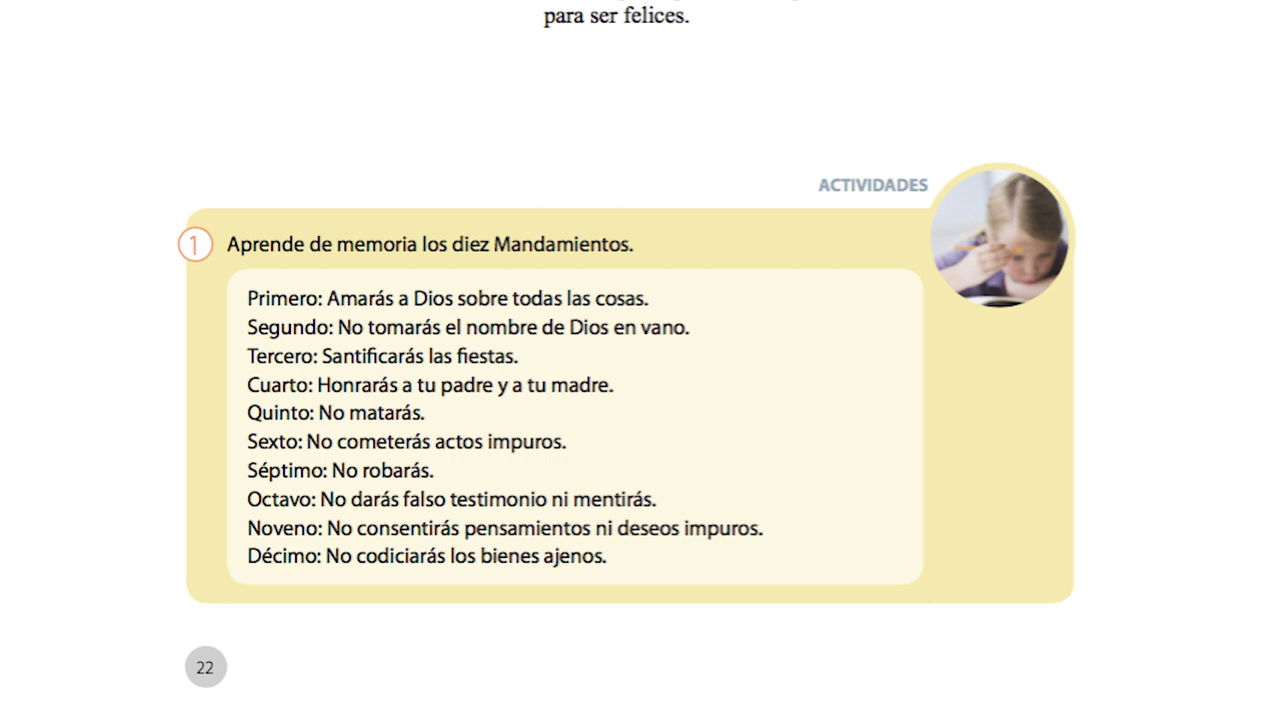 para ser felices.
ACTIVIDADES
1 Aprende de memoria los diez Mandamientos.
Primero: Amarás a Dios sobre todas las cosas.
Segundo: No tomarás el nombre de Dios en vano.
Tercero: Santificarás las fiestas.
Cuarto: Honrarás a tu padre y a tu madre.
Quinto: No matarás.
Sexto: No cometerás actos impuros.
Séptimo: No robarás.
Octavo: No darás falso testimonio ni mentirás.
Noveno: No consentirás pensamientos ni deseos impuros.
Décimo: No codiciarás los bienes ajenos.
22